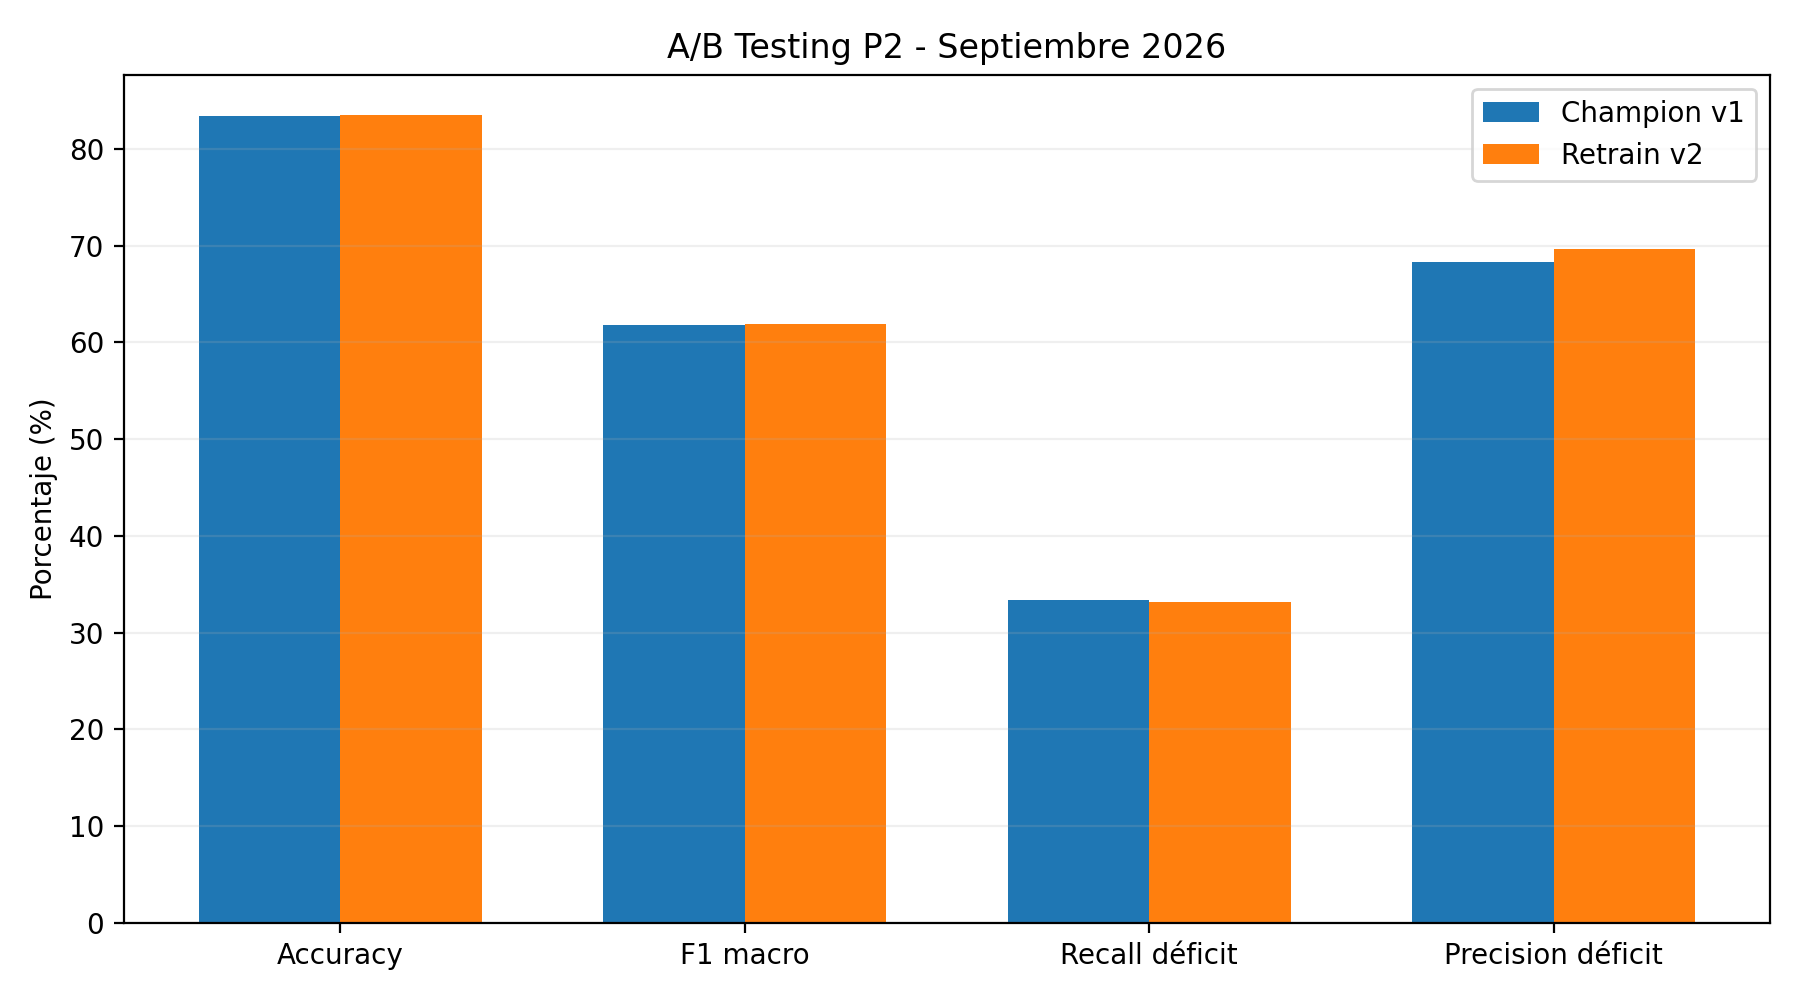 A/B Testing P2 - Septiembre 2026
Champion v1
Retrain v2
Porcentaje (%)
80
70
60
50
40
30
20
10
0
Accuracy
F1 macro
Recall déficit
Precision déficit